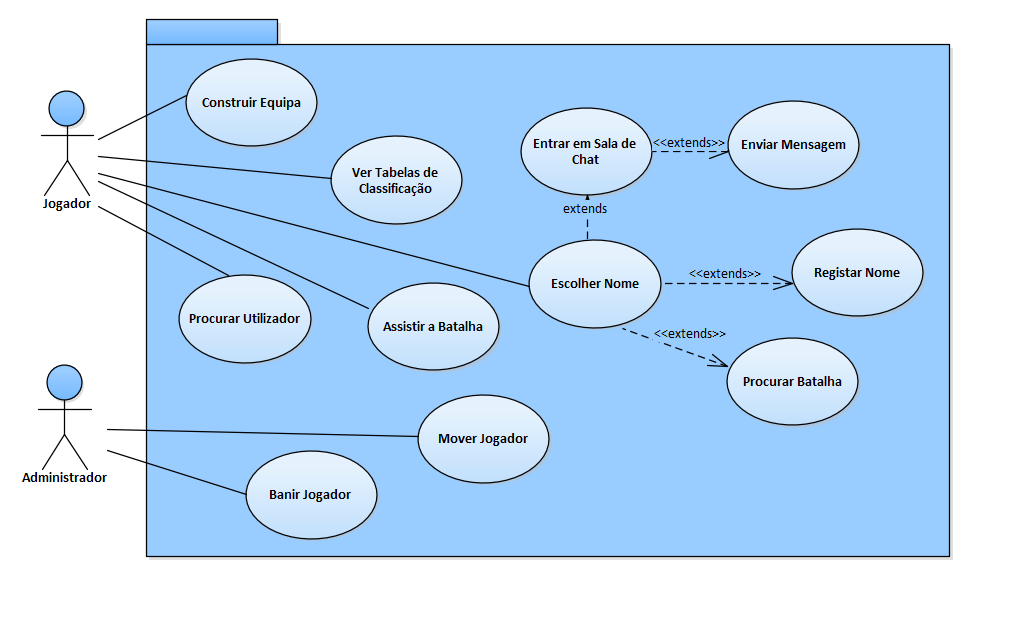 Construir Equipa
Ver Tabelas de
Classificação
Entrar em Sala de
Chat
<<extends>>
Enviar Mensagem
Jogador
extends
Escolher Nome
<<extends>>
Registar Nome
Procurar Utilizador
Assistir a Batalha
<<extends>>
Procurar Batalha
Mover Jogador
Administrador
Banir Jogador